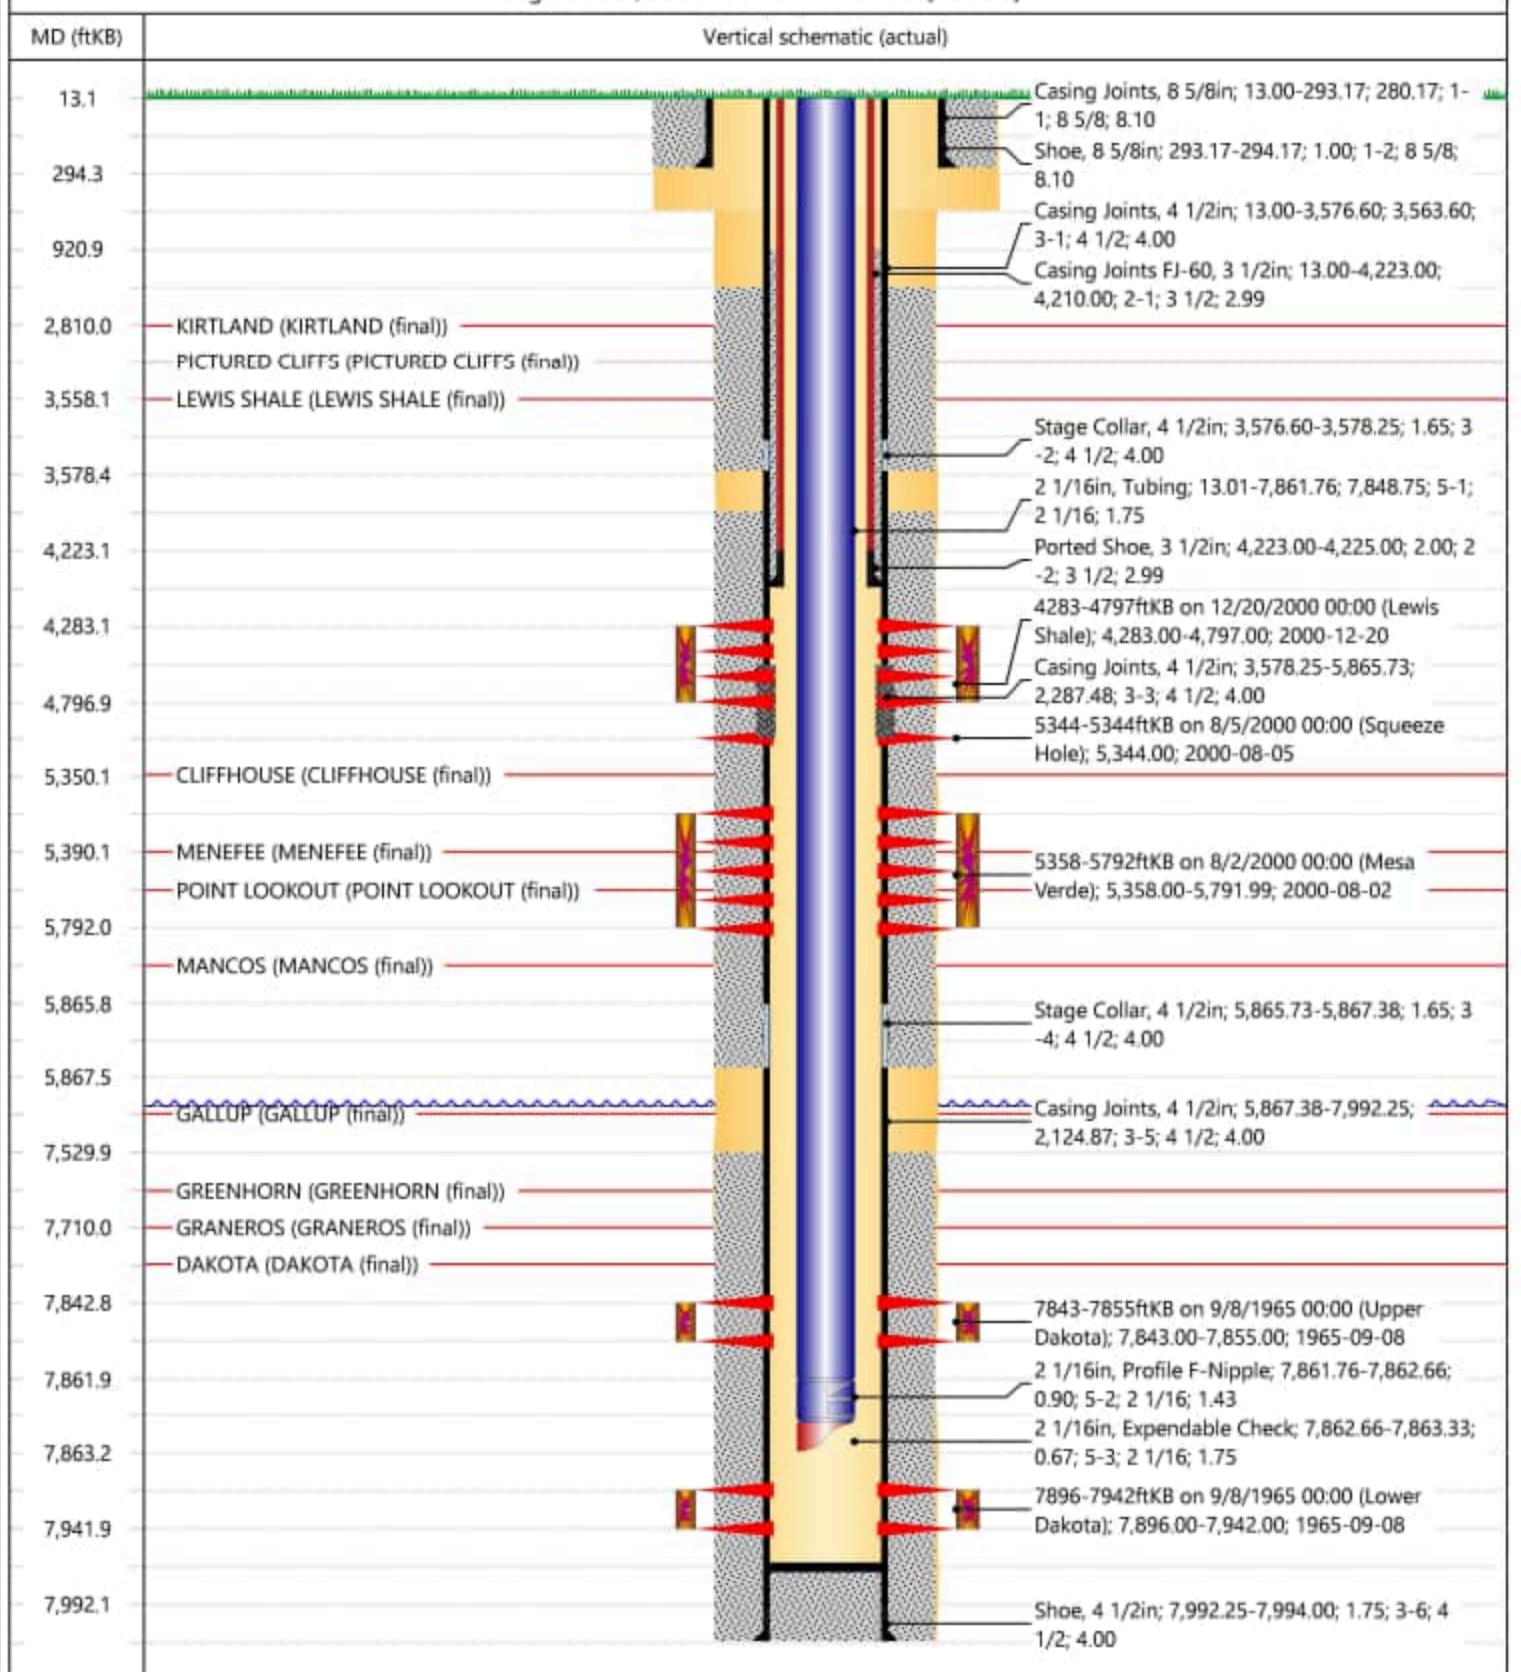 MD (ftKB)
Vertical schematic (actual)
13.1
294.3
920.9
2,810.0
3,558.1
3,578.4
4,223.1
4,283.1
4,796.9
5,350.1
5,390.1
5,792.0
5,865.8
5,867.5
7,529.9
7,710.0
7,842.8
7,861.9
7,863.2
7,941.9
7,992.1
KIRTLAND (KIRTLAND (final))
PICTURED CLIFFS (PICTURED CLIFFS (final))
LEWIS SHALE (LEWIS SHALE (final))
CLIFFHOUSE (CLIFFHOUSE (final))
MENEFEE (MENEFEE (final))
POINT LOOKOUT (POINT LOOKOUT (final))
MANCOS (MANCOS (final))
GALLUP (GALLUP (final))
GREENHORN (GREENHORN (final))
GRANEROS (GRANEROS (final))
DAKOTA (DAKOTA (final))
Casing Joints, 8 5/8in; 13.00-293.17; 280.17; 1-
1; 8 5/8; 8.10
Shoe, 8 5/8in; 293.17-294.17; 1.00; 1-2; 8 5/8;
8.10
Casing Joints, 4 1/2in; 13.00-3,576.60; 3,563.60;
3-1; 4 1/2; 4.00
Casing Joints FJ-60, 3 1/2in; 13.00-4,223.00;
4,210.00; 2-1; 3 1/2; 2.99
Stage Collar, 4 1/2in; 3,576.60-3,578.25; 1.65; 3
-2; 4 1/2; 4.00
2 1/16in, Tubing; 13.01-7,861.76; 7,848.75; 5-1;
2 1/16; 1.75
Ported Shoe, 3 1/2in; 4,223.00-4,225.00; 2.00; 2
-2; 3 1/2; 2.99
4283-4797ftKB on 12/20/2000 00:00 (Lewis
Shale); 4,283.00-4,797.00; 2000-12-20
Casing Joints, 4 1/2in; 3,578.25-5,865.73;
2,287.48; 3-3; 4 1/2; 4.00
5344-5344ftKB on 8/5/2000 00:00 (Squeeze
Hole); 5,344.00; 2000-08-05
5358-5792ftKB on 8/2/2000 00:00 (Mesa
Verde); 5,358.00-5,791.99; 2000-08-02
Stage Collar, 4 1/2in; 5,865.73-5,867.38; 1.65; 3
-4; 4 1/2; 4.00
Casing Joints, 4 1/2in; 5,867.38-7,992.25;
2,124.87; 3-5; 4 1/2; 4.00
7843-7855ftKB on 9/8/1965 00:00 (Upper
Dakota); 7,843.00-7,855.00; 1965-09-08
2 1/16in, Profile F-Nipple; 7,861.76-7,862.66;
0.90; 5-2; 2 1/16; 1.43
2 1/16in, Expendable Check; 7,862.66-7,863.33;
0.67; 5-3; 2 1/16; 1.75
7896-7942ftKB on 9/8/1965 00:00 (Lower
Dakota); 7,896.00-7,942.00; 1965-09-08
Shoe, 4 1/2in; 7,992.25-7,994.00; 1.75; 3-6; 4
1/2; 4.00